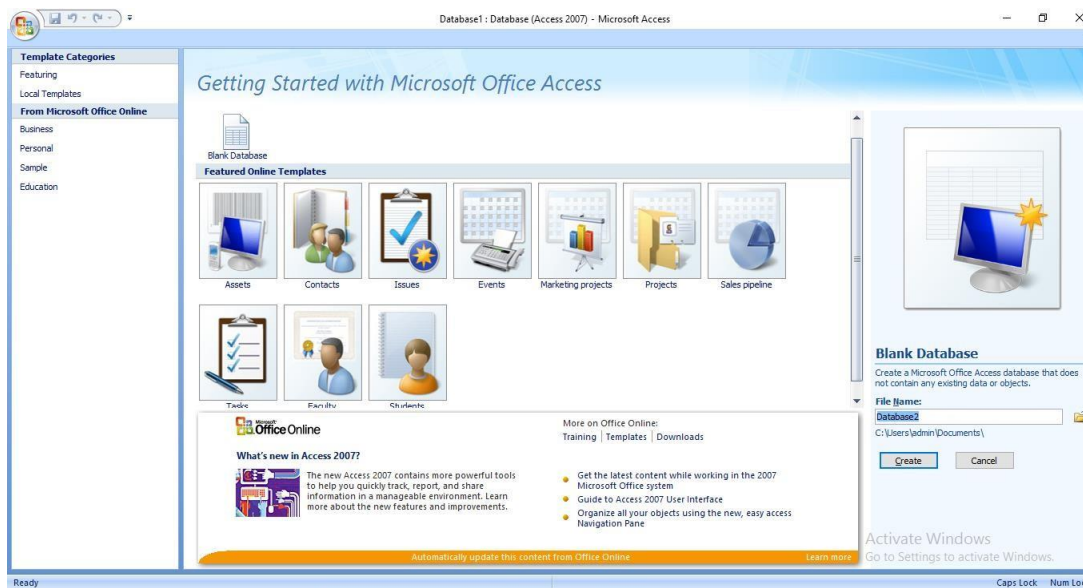 Database1 : Database (Access 2007) - Microsoft Access
Template Categories
Featuring
Local Templates
From Microsoft Office Online
Business
Personal
Sample
Education
Getting Started with Microsoft Office Access
Blank Database
Featured Online Templates
Assets
Contacts
Issues
Events
Marketing projects
Projects
Sales pipeline
Tasks
Faculty
Students
Microsoft
Office Online
What's new in Access 2007?
The new Access 2007 contains more powerful tools
to help you quickly track, report, and share
information in a manageable environment. Learn
more about the new features and improvements.
More on Office Online:
Training | Templates | Downloads
Get the latest content while working in the 2007
Microsoft Office system
Guide to Access 2007 User Interface
Organize all your objects using the new, easy access
Navigation Pane
Automatically update this content from Office Online
Learn more
Blank Database
Create a Microsoft Office Access database that does
not contain any existing data or objects.
File Name:
Database2
C:\Users\admin\Documents\
Create
Cancel
Activate Windows
Go to Settings to activate Windows.
Ready
Caps Lock Num Loc